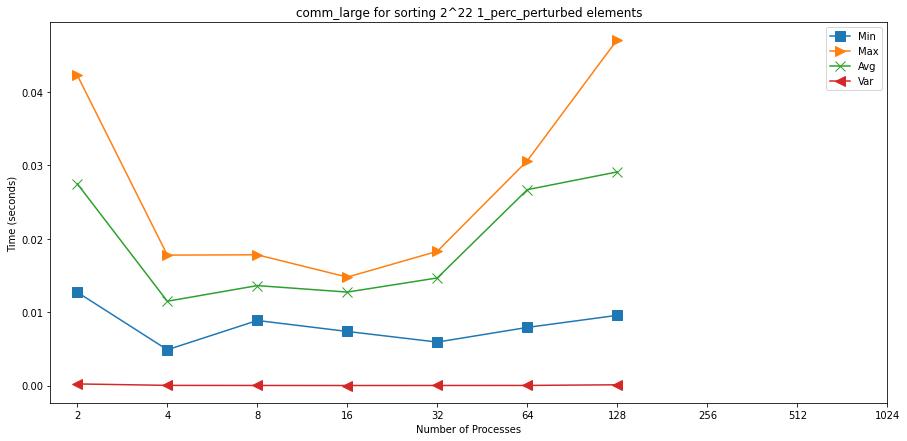 comm_large for sorting 2^22 1_perc_perturbed elements
Min
Max
Avg
Var
Time (seconds)
0.04
0.03
0.02
0.01
0.00
2 4 8 16 32 64 128 256 512 1024
Number of Processes